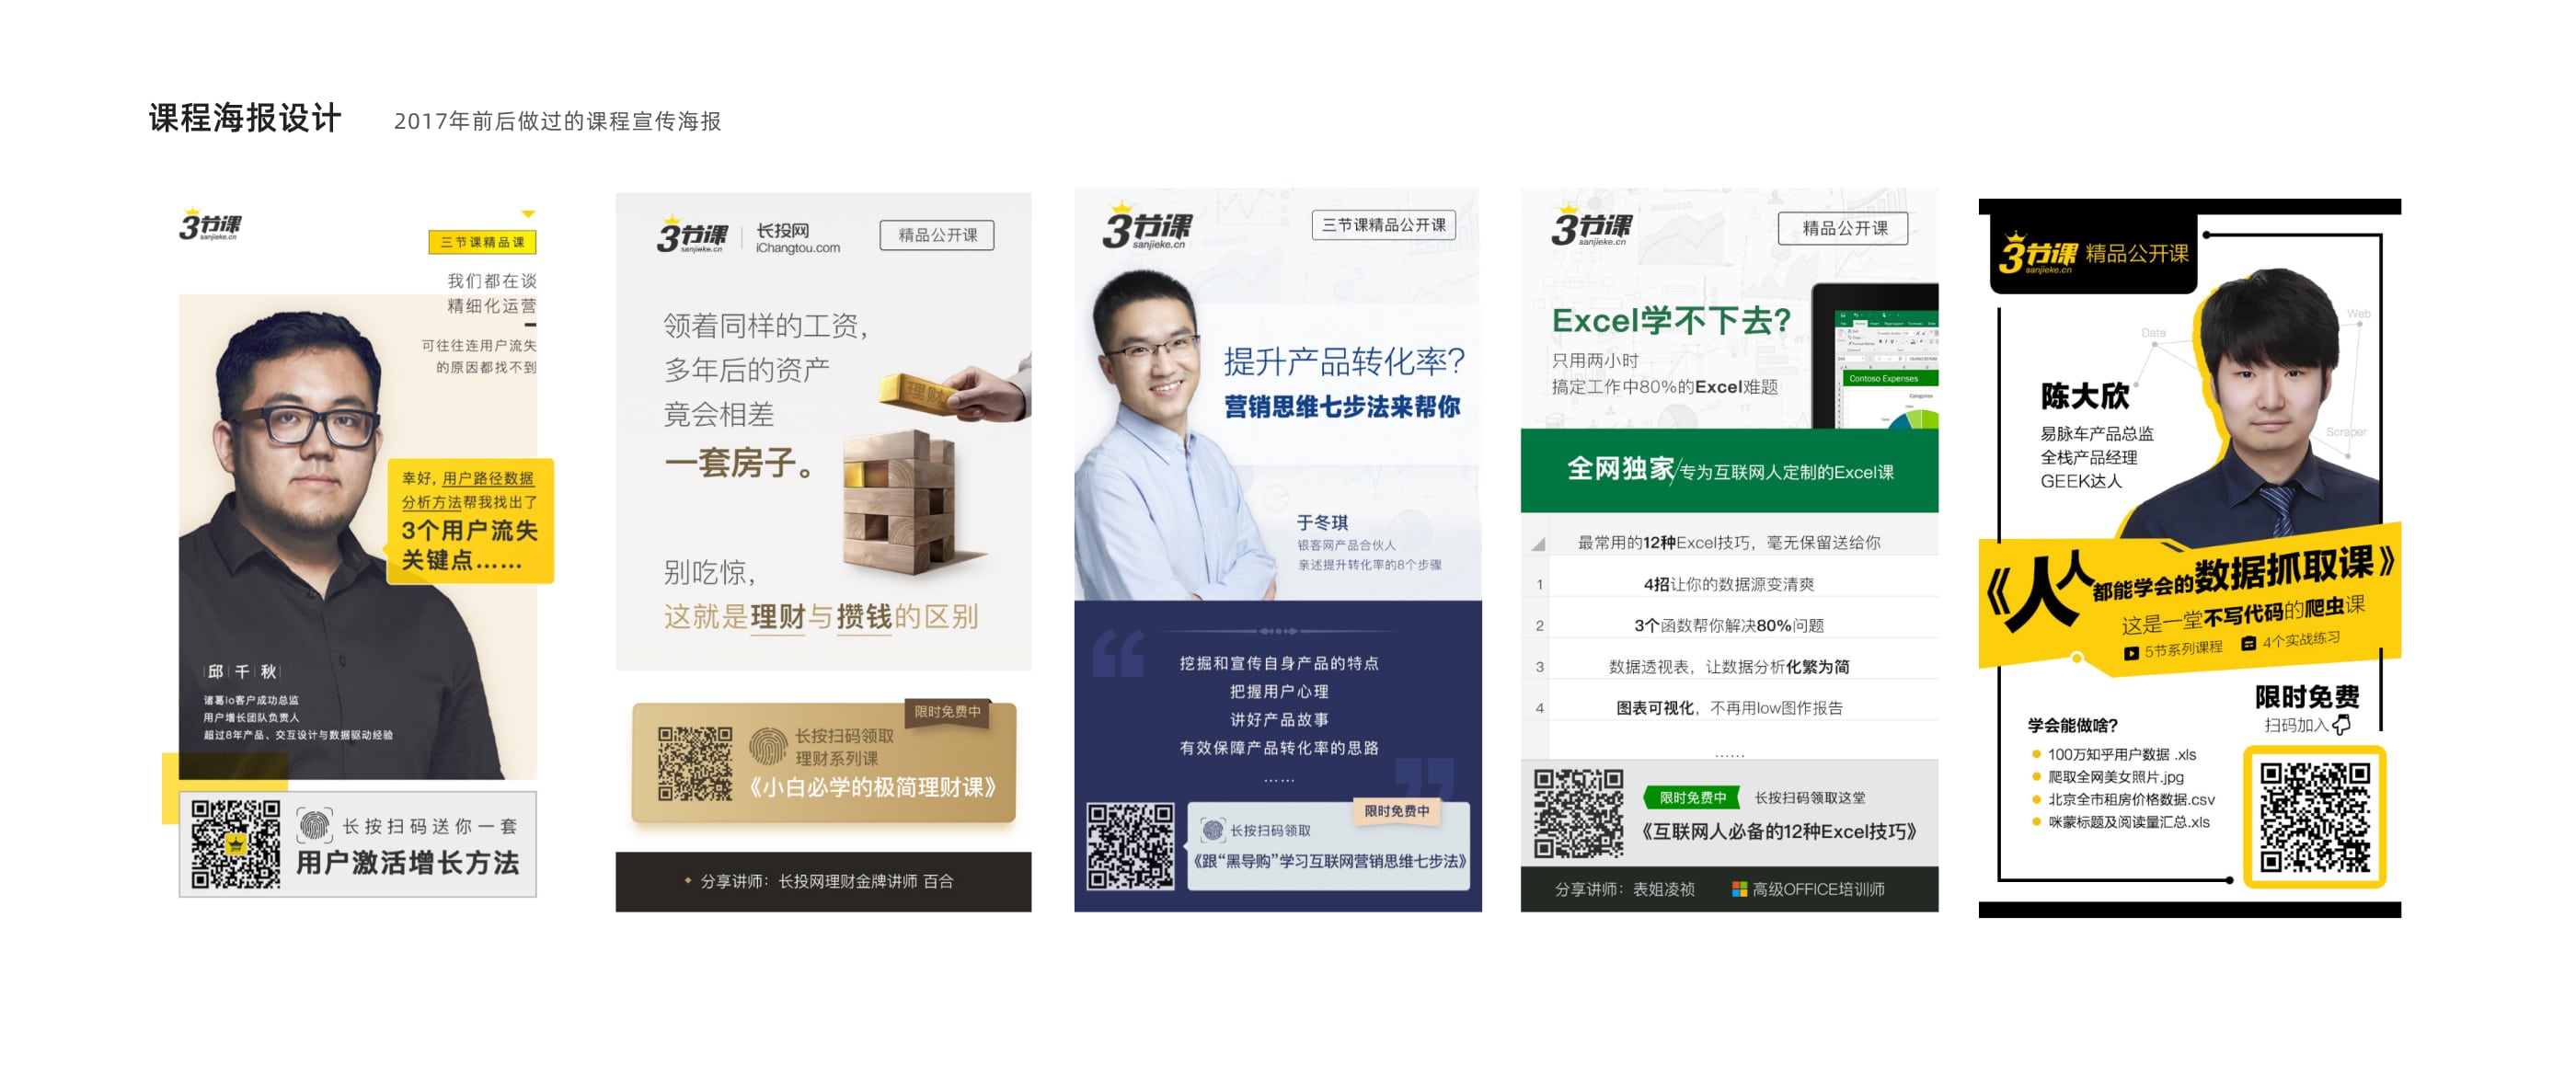 课程海报设计 2017年前后做过的课程宣传海报
3节课
sanjieke.cn
三节课精品课
我们都在谈
精细化运营
可往往连用户流失
的原因都找不到
幸好,用户路径数据
分析方法帮我找出了
3个用户流失
关键点……
邱千秋
诸葛io客户成功总监
用户增长团队负责人
超过8年产品、交互设计与数据驱动经验
长按扫码送你一套
用户激活增长方法
3节课
sanjieke.cn
长投网
iChangtou.com
精品公开课
领着同样的工资,
多年后的资产
竟会相差
一套房子。
理财
别吃惊,
这就是理财与攒钱的区别
限时免费中
长按扫码领取
理财系列课
《小白必学的极简理财课》
分享讲师：长投网理财金牌讲师 百合
3节课
sanjieke.cn
三节课精品公开课
提升产品转化率?
营销思维七步法来帮你
于冬琪
银客网产品合伙人
亲述提升转化率的8个步骤
挖掘和宣传自身产品的特点
把握用户心理
讲好产品故事
有效保障产品转化率的思路
……
限时免费中
长按扫码领取
《跟“黑导购”学习互联网营销思维七步法》
3节课
sanjieke.cn
精品公开课
Excel学不下去?
只用两小时
搞定工作中80%的Excel难题
Contoso Expenses
全网独家/专为互联网人定制的Excel课
最常用的12种Excel技巧，毫无保留送给你
1 4招让你的数据源变清爽
2 3个函数帮你解决80%问题
3 数据透视表，让数据分析化繁为简
4 图表可视化，不再用low图作报告
……
限时免费中 长按扫码领取这堂
《互联网人必备的12种Excel技巧》
分享讲师：表姐凌祯 高级OFFICE培训师
3节课 精品公开课
sanjieke.cn
Data
Web
Scraper
陈大欣
易脉车产品总监
全栈产品经理
GEEK达人
《人人都能学会的数据抓取课》
这是一堂不写代码的爬虫课
5节系列课程 4个实战练习
限时免费
扫码加入
学会能做啥?
100万知乎用户数据 .xls
爬取全网美女照片.jpg
北京全市租房价格数据.csv
咪蒙标题及阅读量汇总.xls